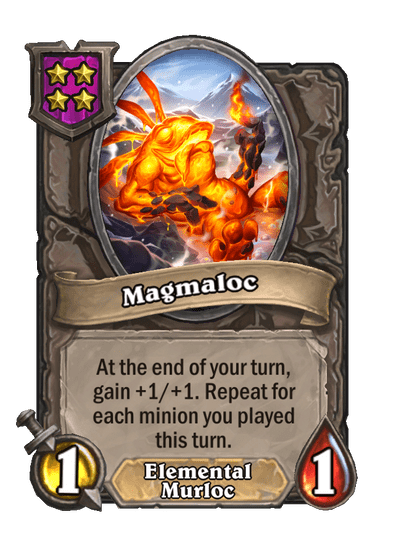 Magmaloc
At the end of your turn,
gain +1/+1. Repeat for
each minion you played
this turn.
1
Elemental
Murloc
1